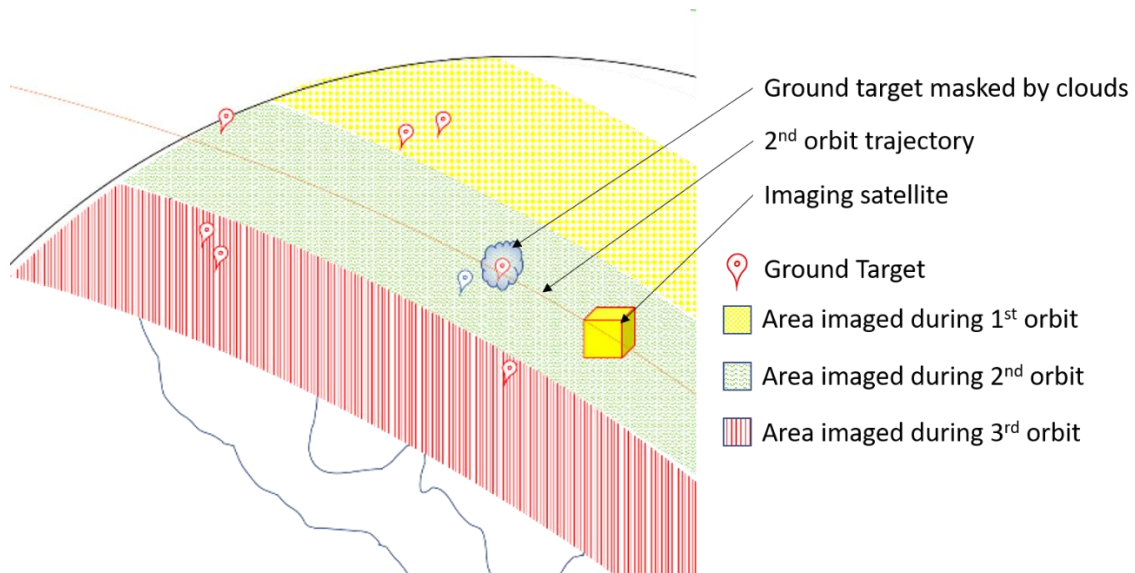 Ground target masked by clouds
2nd orbit trajectory
Imaging satellite
Ground Target
Area imaged during 1st orbit
Area imaged during 2nd orbit
Area imaged during 3rd orbit